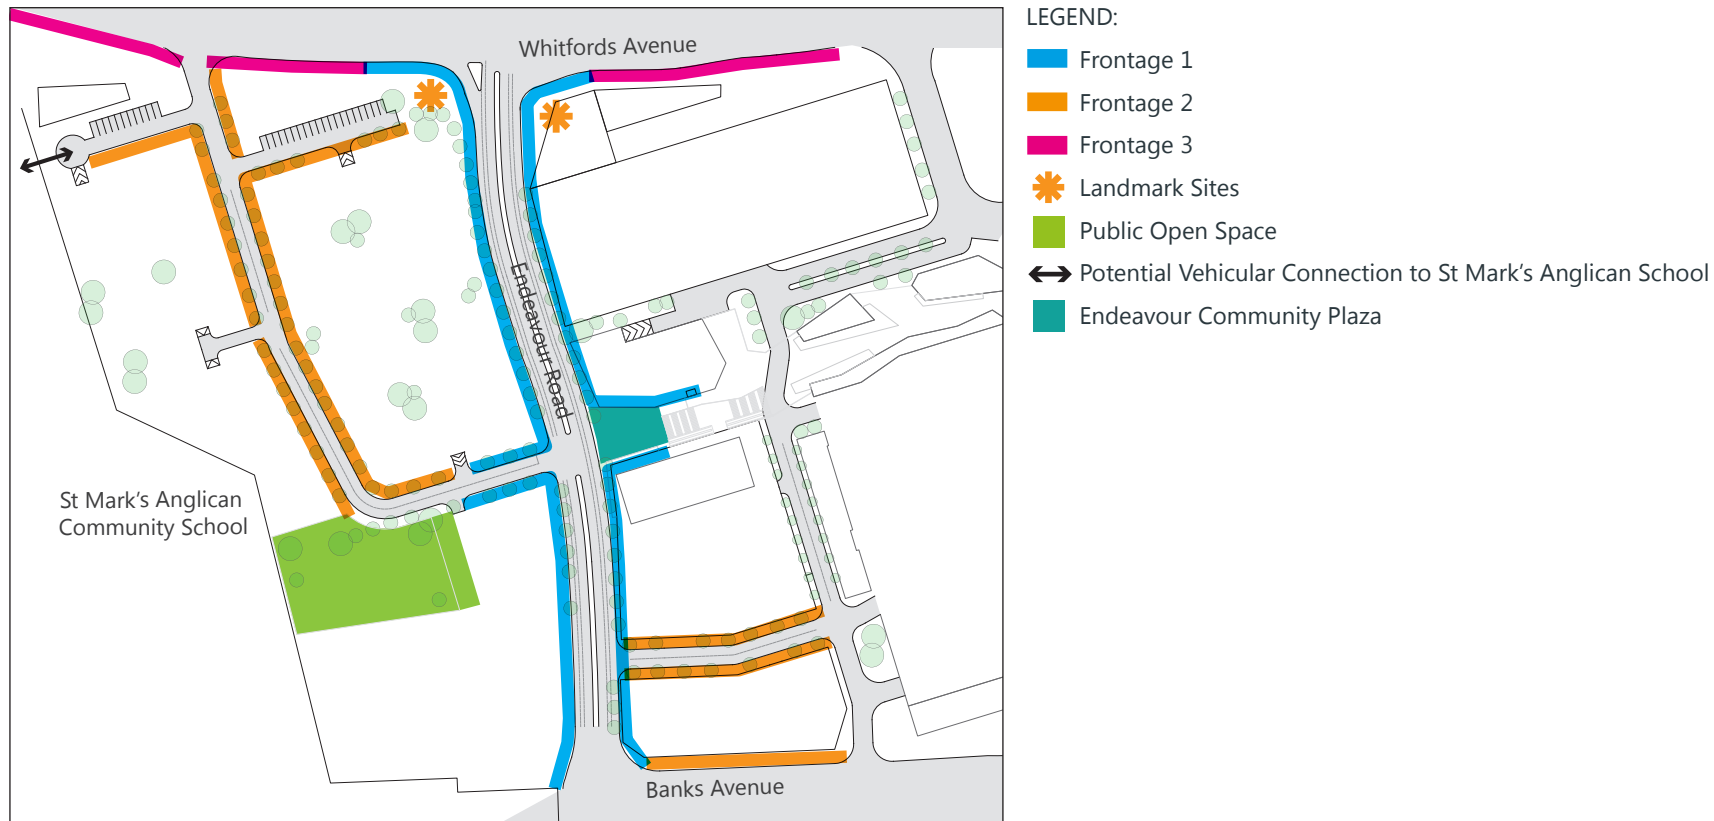 Whitfords Avenue
Endeavour Road
St Mark's Anglican
Community School
Banks Avenue
LEGEND:
Frontage 1
Frontage 2
Frontage 3
Landmark Sites
Public Open Space
Potential Vehicular Connection to St Mark's Anglican School
Endeavour Community Plaza